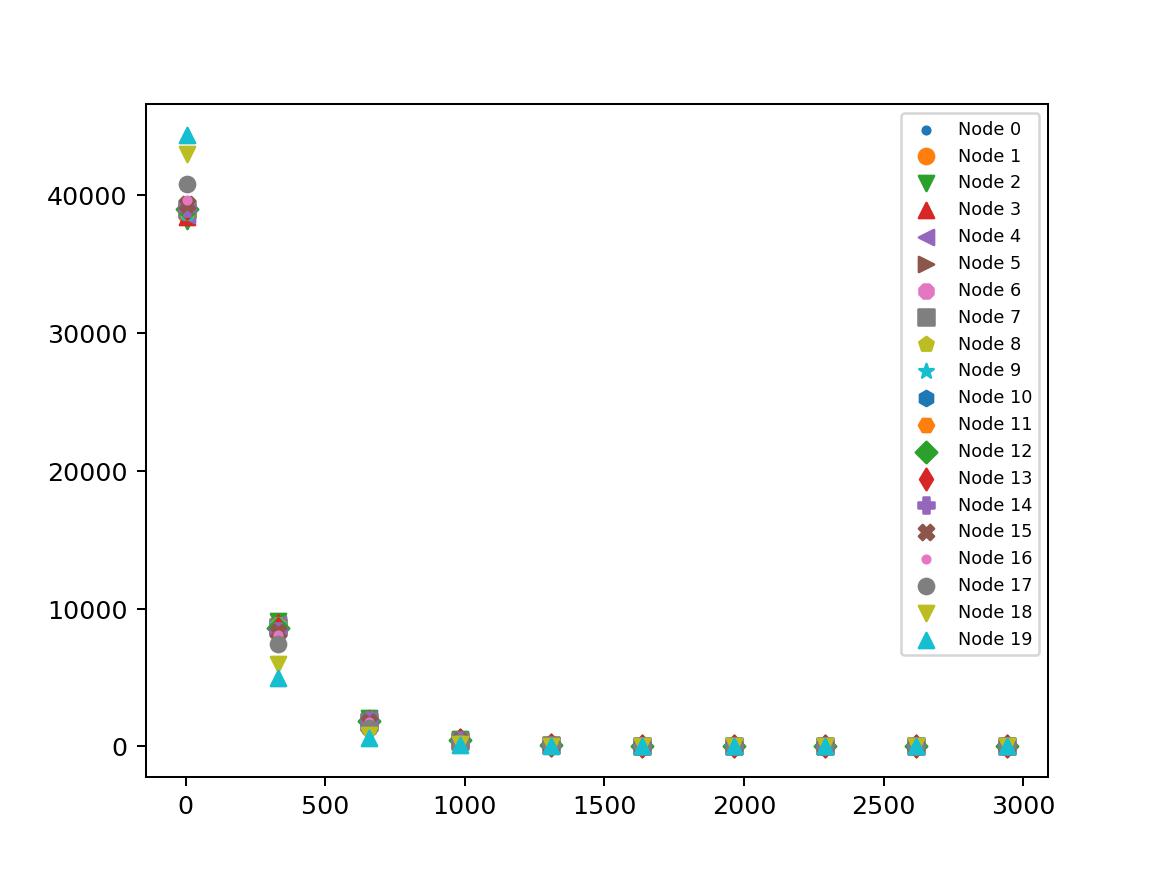 40000
30000
20000
10000
0
0 500 1000 1500 2000 2500 3000
Node 0
Node 1
Node 2
Node 3
Node 4
Node 5
Node 6
Node 7
Node 8
Node 9
Node 10
Node 11
Node 12
Node 13
Node 14
Node 15
Node 16
Node 17
Node 18
Node 19